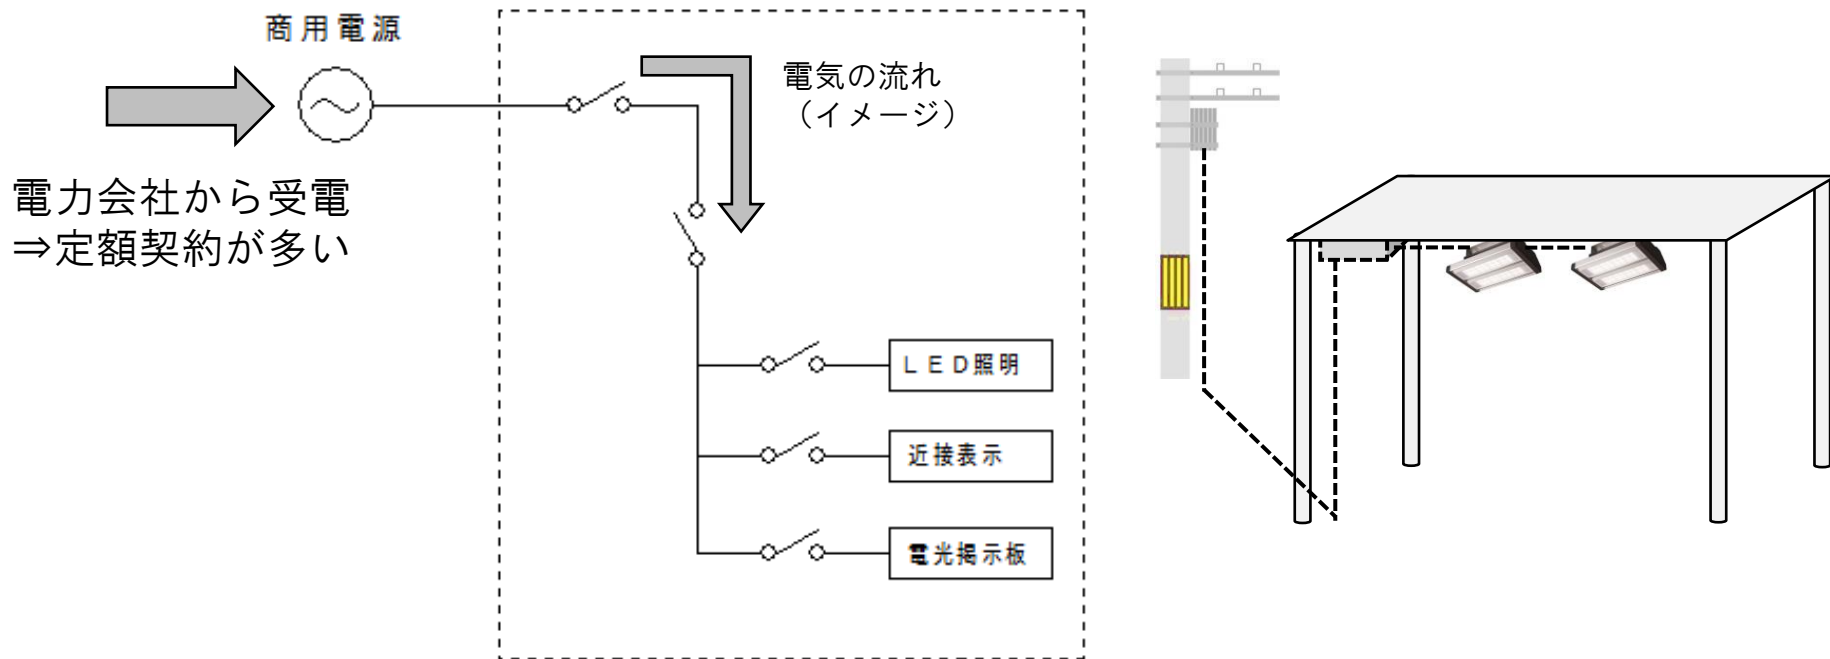 商用電源
電気の流れ
（イメージ）
電力会社から受電
⇒定額契約が多い
ＬＥＤ照明
近接表示
電光掲示板